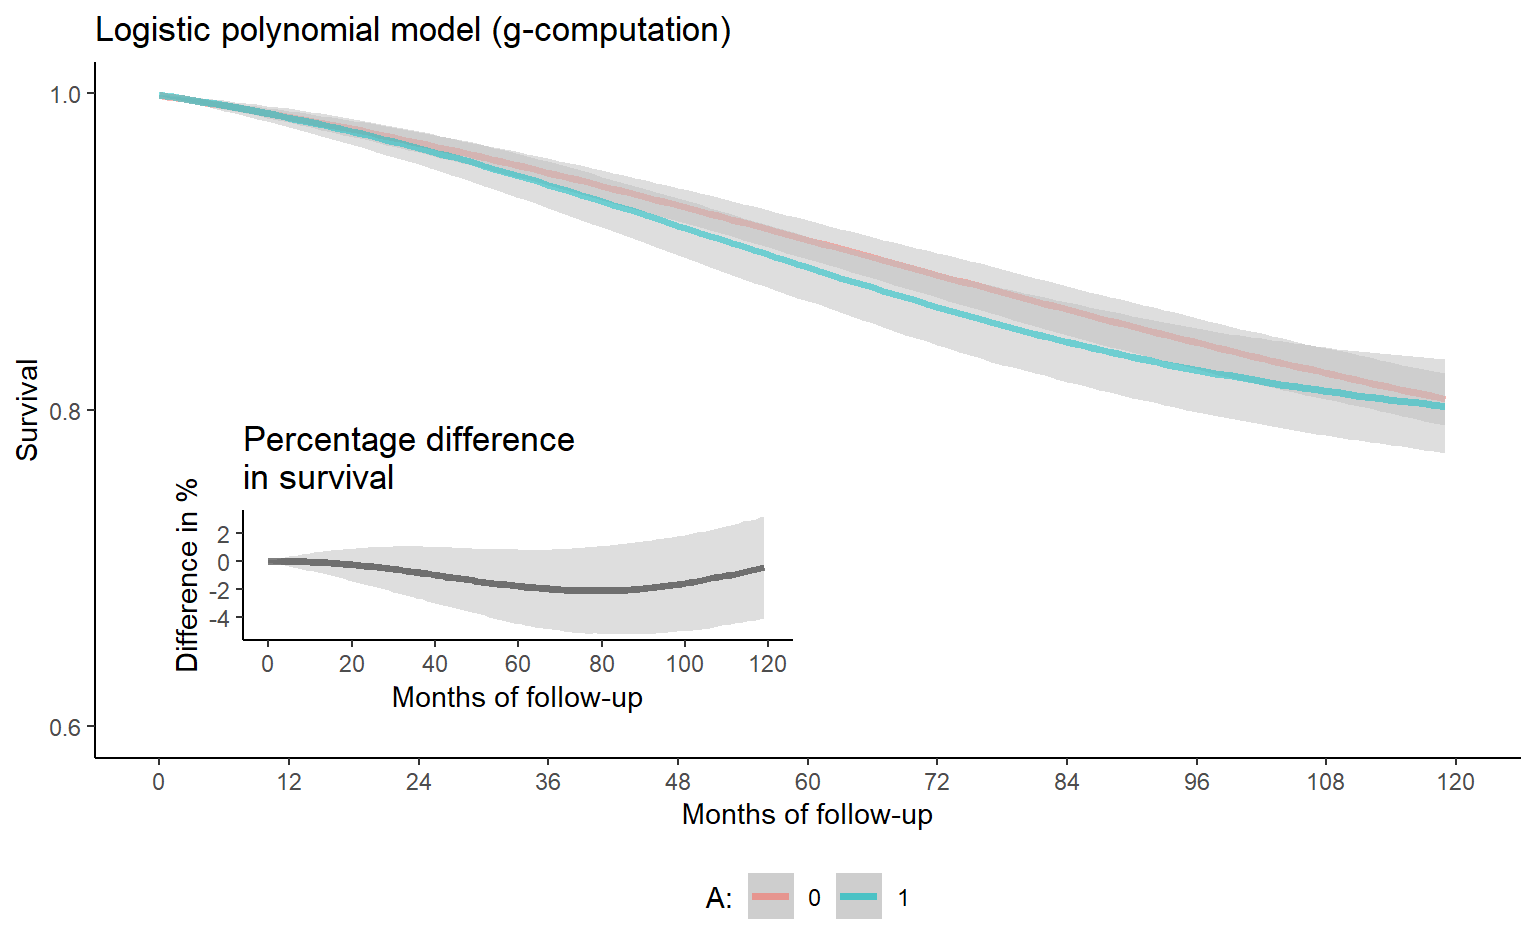 Logistic polynomial model (g-computation)
Survival
1.0
0.8
0.6
Percentage difference
in survival
Difference in %
2
0
-2
-4
0 20 40 60 80 100 120
Months of follow-up
0 12 24 36 48 60 72 84 96 108 120
Months of follow-up
A: 0 1